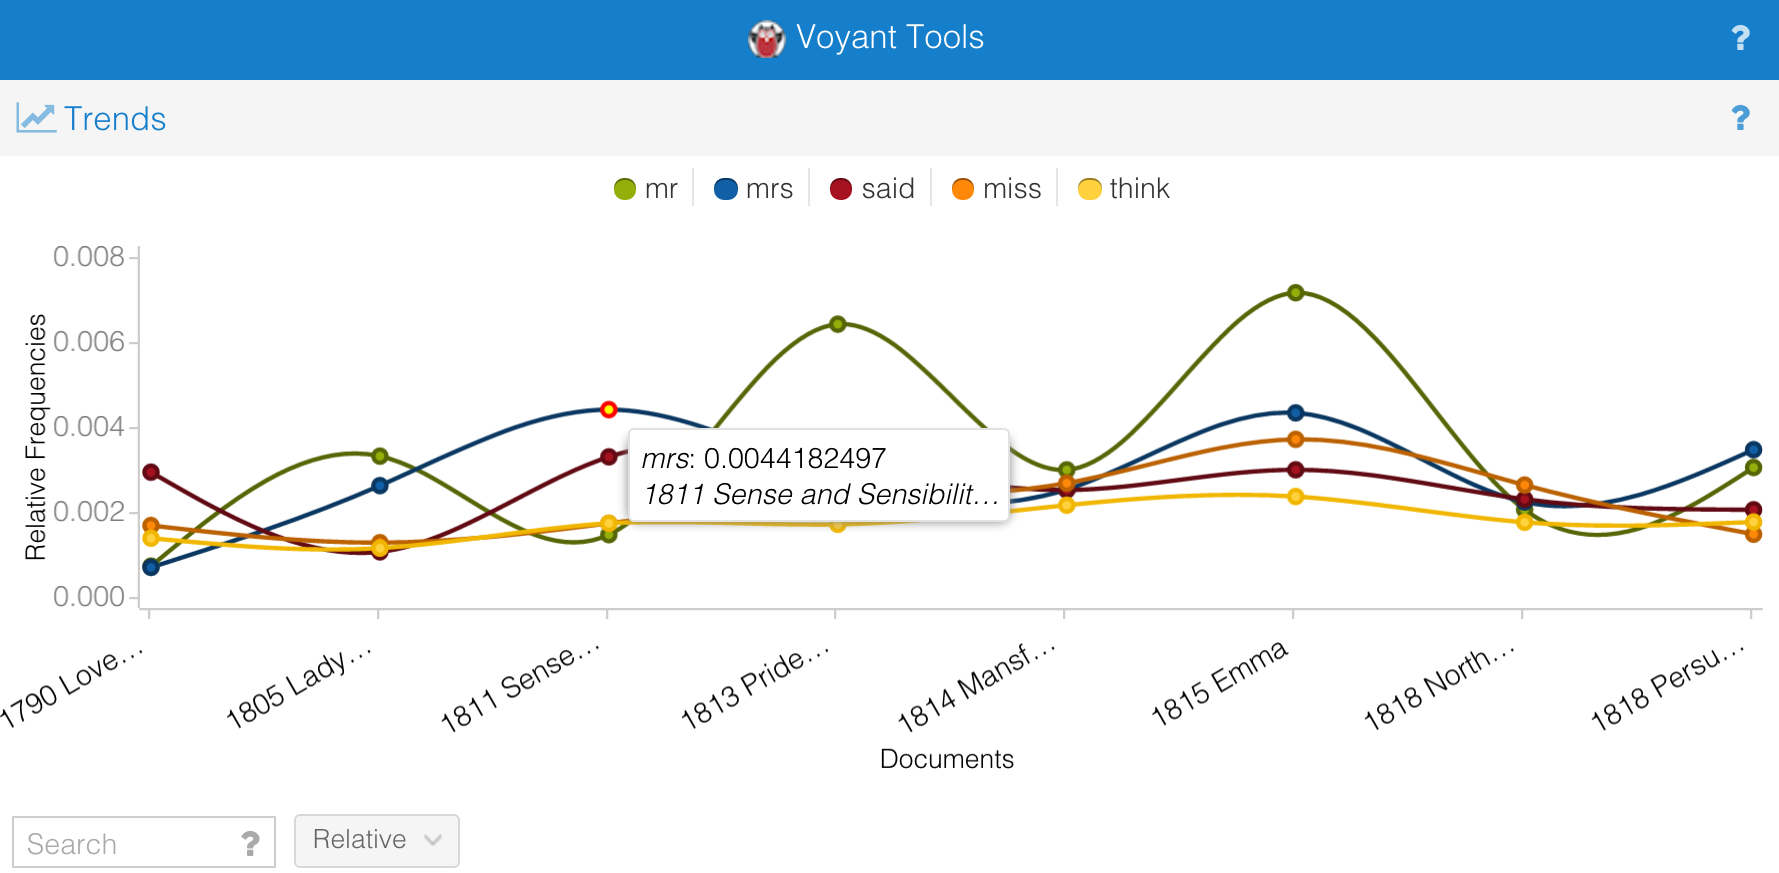 Voyant Tools
?
Trends
?
mr
mrs
said
miss
think
0.008
0.006
0.004
0.002
0.000
Relative Frequencies
mrs: 0.0044182497
1811 Sense and Sensibilit...
1790 Love...
1805 Lady...
1811 Sense...
1813 Pride...
1814 Mansf...
1815 Emma
1818 North...
1818 Persu...
Documents
Search ?
Relative